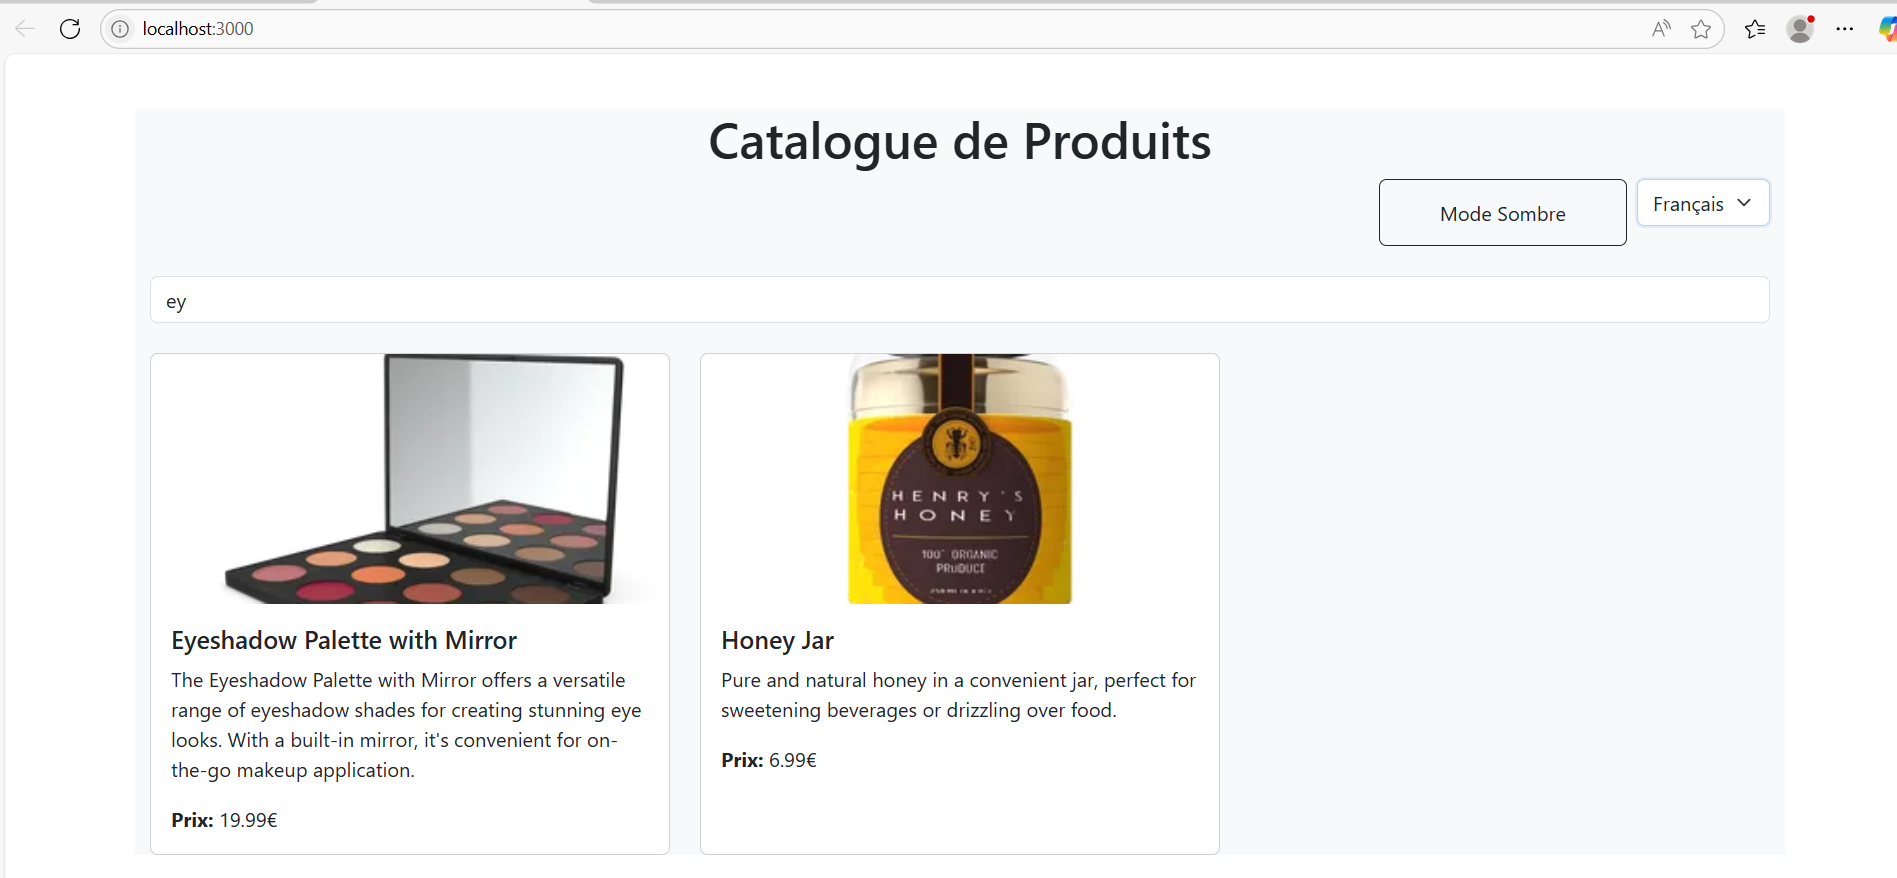 localhost:3000
Catalogue de Produits
Mode Sombre
Français
ey
HENRY'S
HONEY
100% ORGANIC
PRODUCE
Eyeshadow Palette with Mirror
The Eyeshadow Palette with Mirror offers a versatile
range of eyeshadow shades for creating stunning eye
looks. With a built-in mirror, it's convenient for on-
the-go makeup application.
Prix: 19.99€
Honey Jar
Pure and natural honey in a convenient jar, perfect for
sweetening beverages or drizzling over food.
Prix: 6.99€